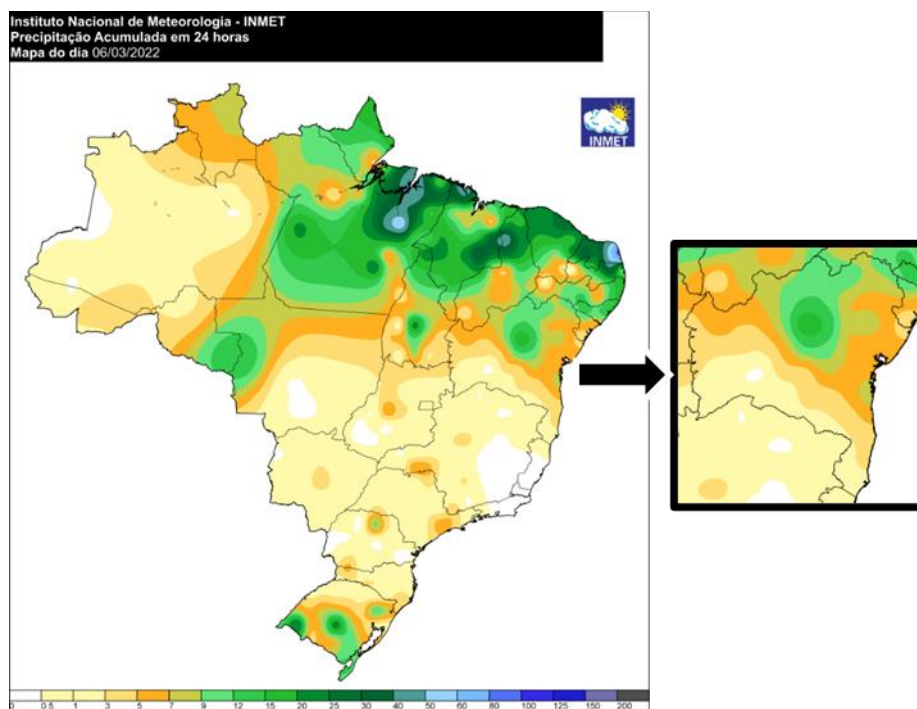 Instituto Nacional de Meteorologia - INMET
Precipitação Acumulada em 24 horas
Mapa do dia 06/03/2022
INMET
0 0.5 1 3 5 7 9 12 15 20 25 30 40 50 60 80 100 125 150 200